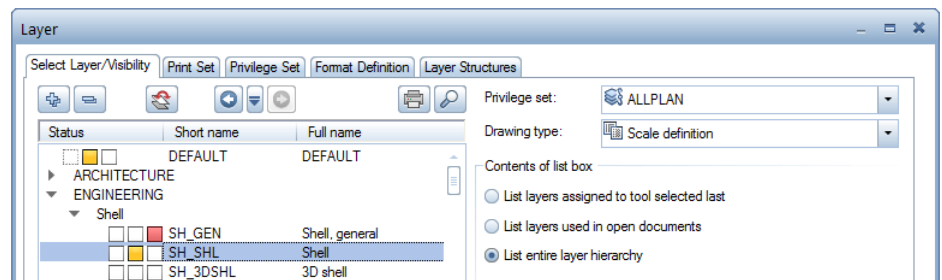 Layer
Select Layer/Visibility Print Set Privilege Set Format Definition Layer Structures
Privilege set: ALLPLAN
Status Short name Full name
Drawing type: Scale definition
DEFAULT DEFAULT
ARCHITECTURE
Contents of list box
ENGINEERING
List layers assigned to tool selected last
Shell
List layers used in open documents
SH_GEN Shell, general
SH_SHL Shell
List entire layer hierarchy
SH_3DSHL 3D shell